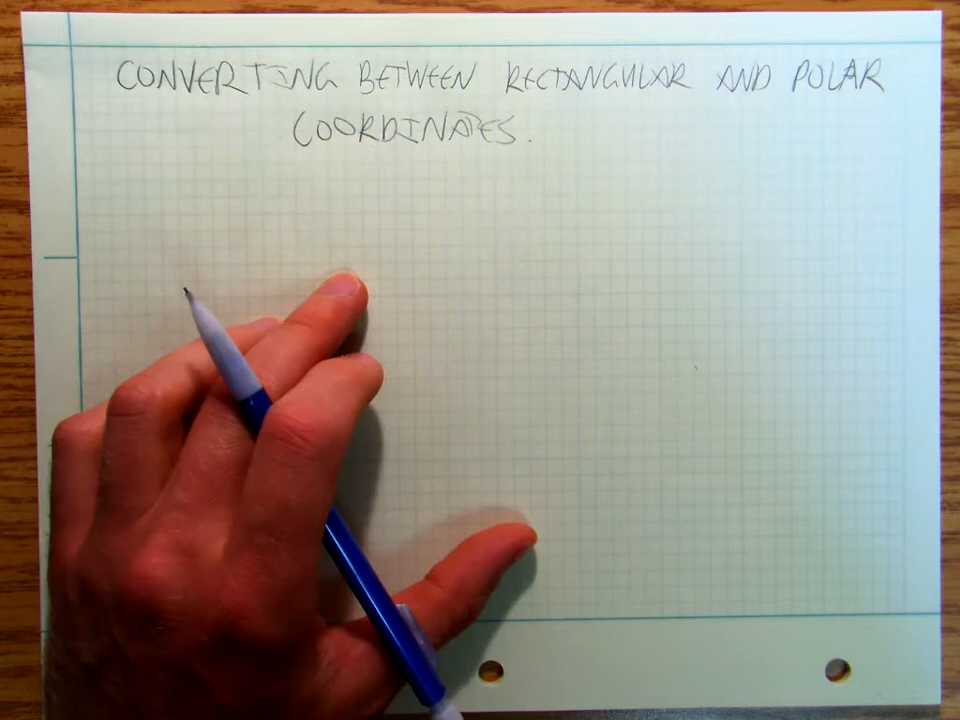 CONVERTING BETWEEN RECTANGULAR AND POLAR
COORDINATES.